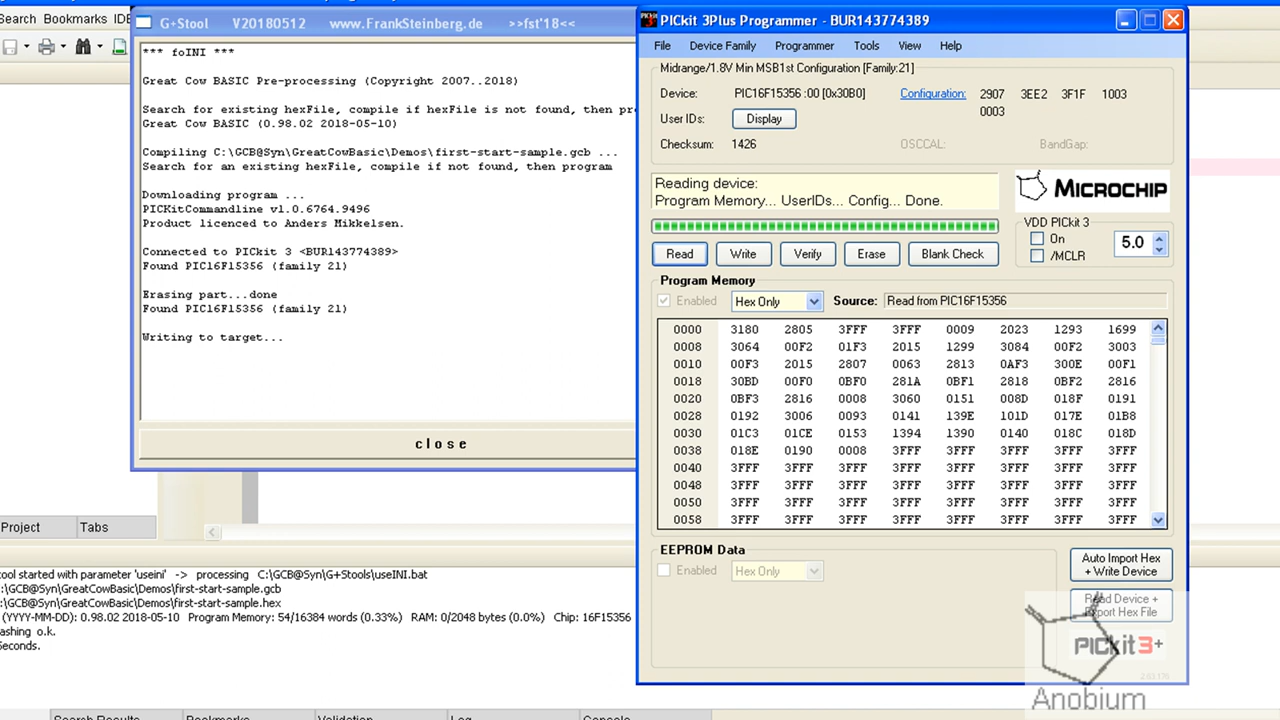 Search Bookmarks IDE
G+Stool V20180512 www.FrankSteinberg.de >>fst'18<<
*** foINI ***
Great Cow BASIC Pre-processing (Copyright 2007..2018)
Search for existing hexFile, compile if hexFile is not found, then pr
Great Cow BASIC (0.98.02 2018-05-10)
Compiling C:\GCB@Syn\GreatCowBasic\Demos\first-start-sample.gcb ...
Search for an existing hexFile, compile if not found, then program
Downloading program ...
PICKitCommandline v1.0.6764.9496
Product licenced to Anders Mikkelsen.
Connected to PICkit 3 <BUR143774389>
Found PIC16F15356 (family 21)
Erasing part...done
Found PIC16F15356 (family 21)
Writing to target...
close
Project Tabs
tool started with parameter 'useini' -> processing C:\GCB@Syn\G+Stools\useINI.bat
:\GCB@Syn\GreatCowBasic\Demos\first-start-sample.gcb
:\GCB@Syn\GreatCowBasic\Demos\first-start-sample.hex
(YYYY-MM-DD): 0.98.02 2018-05-10 Program Memory: 54/16384 words (0.33%) RAM: 0/2048 bytes (0.0%) Chip: 16F15356
ashing o.k.
Seconds.
Search Results Bookmarks Validation Log Console
PICkit 3Plus Programmer - BUR143774389
File Device Family Programmer Tools View Help
Midrange/1.8V Min MSB1st Configuration [Family:21]
Device: PIC16F15356 :00 [0x30B0] Configuration: 2907 3EE2 3F1F 1003
0003
User IDs: Display
Checksum: 1426 OSCCAL: BandGap:
Reading device:
Program Memory... UserIDs... Config... Done.
MICROCHIP
VDD PICkit 3
On
/MCLR
5.0
Read Write Verify Erase Blank Check
Program Memory
Enabled Hex Only Source: Read from PIC16F15356
0000 3180 2805 3FFF 3FFF 0009 2023 1293 1699
0008 3064 00F2 01F3 2015 1299 3084 00F2 3003
0010 00F3 2015 2807 0063 2813 0AF3 300E 00F1
0018 30BD 00F0 0BF0 281A 0BF1 2818 0BF2 2816
0020 0BF3 2816 0008 3060 0151 008D 018F 0191
0028 0192 3006 0093 0141 139E 101D 017E 01B8
0030 01C3 01CE 0153 1394 1390 0140 018C 018D
0038 018E 0190 0008 3FFF 3FFF 3FFF 3FFF 3FFF
0040 3FFF 3FFF 3FFF 3FFF 3FFF 3FFF 3FFF 3FFF
0048 3FFF 3FFF 3FFF 3FFF 3FFF 3FFF 3FFF 3FFF
0050 3FFF 3FFF 3FFF 3FFF 3FFF 3FFF 3FFF 3FFF
0058 3FFF 3FFF 3FFF 3FFF 3FFF 3FFF 3FFF 3FFF
EEPROM Data
Enabled Hex Only
Auto Import Hex
+ Write Device
Read Device +
Export Hex File
PICkit 3+
Anobium